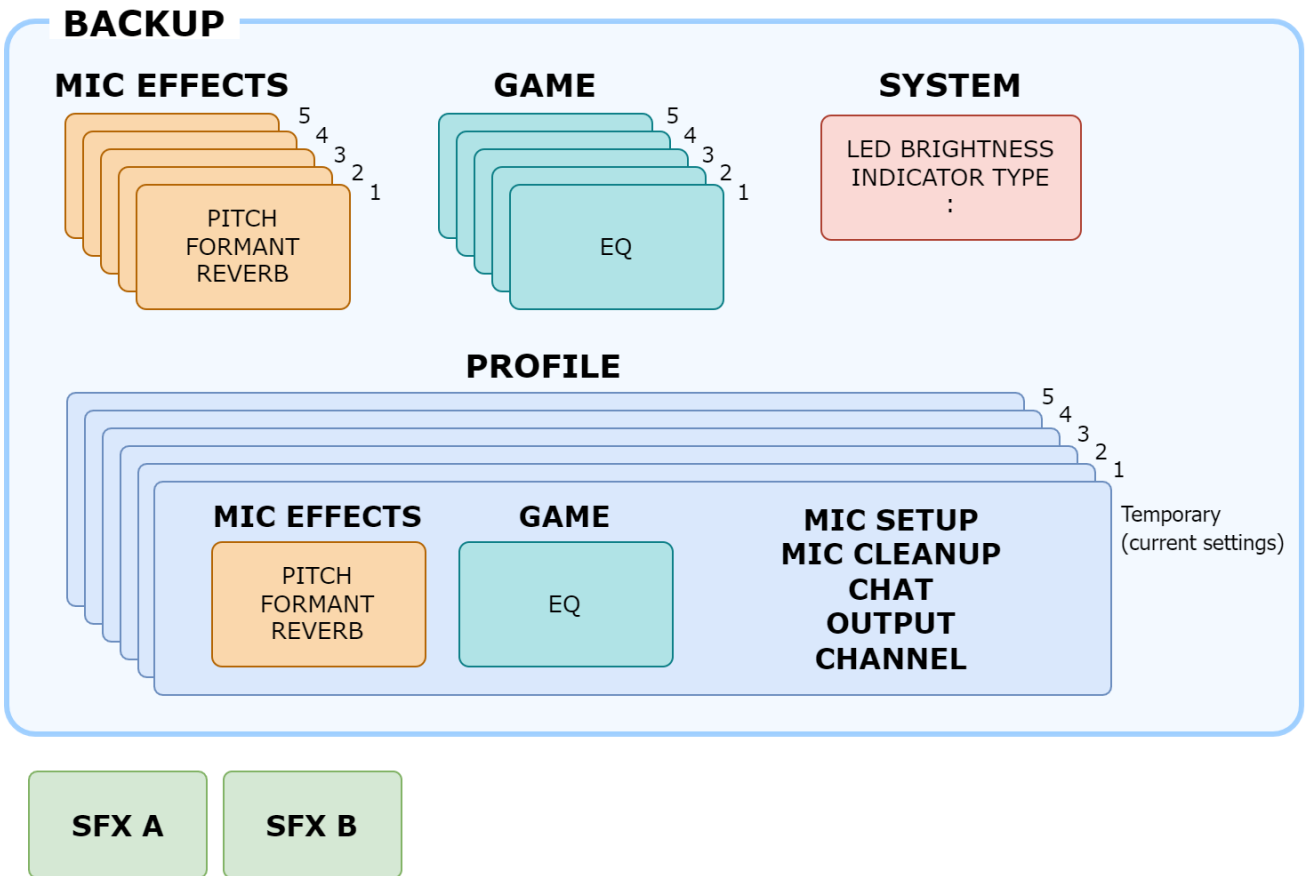 BACKUP
MIC EFFECTS
5
4
3
2
1
PITCH
FORMANT
REVERB
GAME
5
4
3
2
1
EQ
SYSTEM
LED BRIGHTNESS
INDICATOR TYPE
:
PROFILE
5
4
3
2
1
Temporary
(current settings)
MIC EFFECTS
PITCH
FORMANT
REVERB
GAME
EQ
MIC SETUP
MIC CLEANUP
CHAT
OUTPUT
CHANNEL
SFX A
SFX B